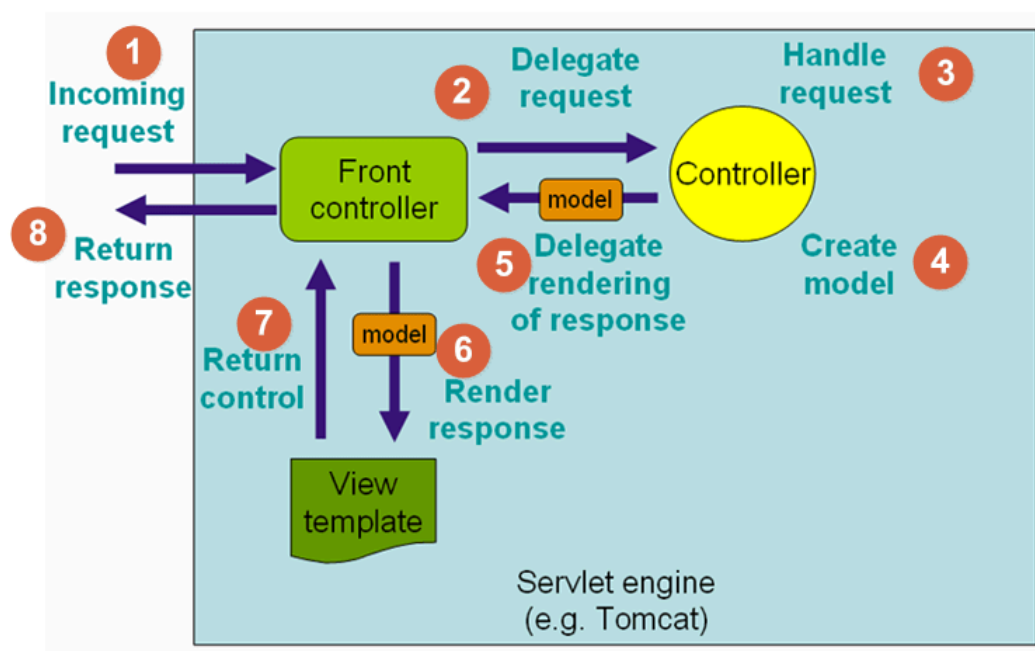 1
Incoming
request
2
Delegate
request
Handle
request
3
Front
controller
Controller
model
8
Return
response
5
Delegate
rendering
of response
Create
model
4
7
Return
control
model
6
Render
response
View
template
Servlet engine
(e.g. Tomcat)